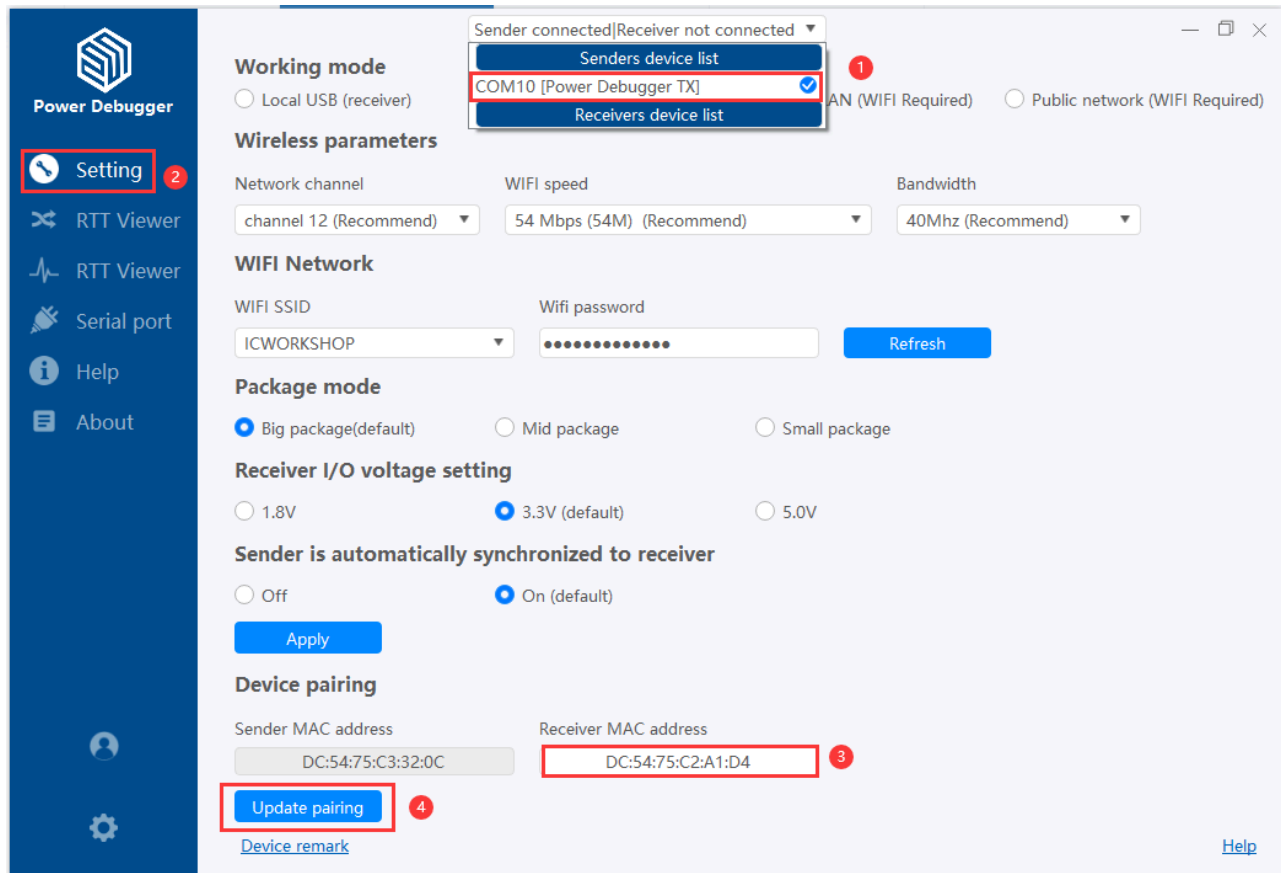 Sender connected|Receiver not connected
Power Debugger
Working mode
Senders device list
1
COM10 [Power Debugger TX]
Local USB (receiver)
AN (WIFI Required)
Public network (WIFI Required)
Receivers device list
Wireless parameters
Setting
2
Network channel
WIFI speed
Bandwidth
RTT Viewer
channel 12 (Recommend)
54 Mbps (54M) (Recommend)
40Mhz (Recommend)
RTT Viewer
WIFI Network
Serial port
WIFI SSID
Wifi password
ICWORKSHOP
Refresh
Help
Package mode
About
Big package(default)
Mid package
Small package
Receiver I/O voltage setting
1.8V
3.3V (default)
5.0V
Sender is automatically synchronized to receiver
Off
On (default)
Apply
Device pairing
Sender MAC address
Receiver MAC address
DC:54:75:C3:32:0C
DC:54:75:C2:A1:D4
3
Update pairing
4
Device remark
Help